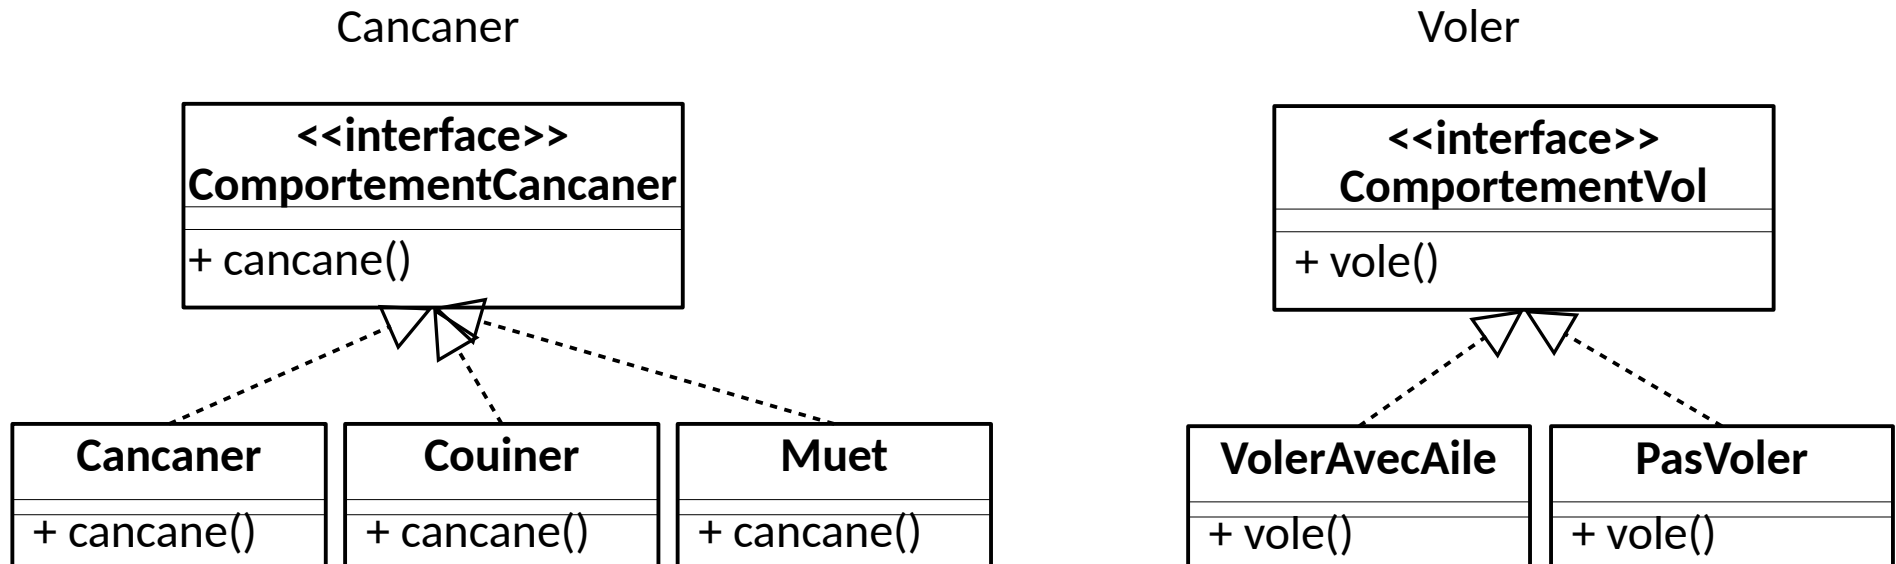 Cancaner
<<interface>>
ComportementCancaner
+ cancane()
Cancaner
+ cancane()
Couiner
+ cancane()
Muet
+ cancane()
Voler
<<interface>>
ComportementVol
+ vole()
VolerAvecAile
+ vole()
PasVoler
+ vole()